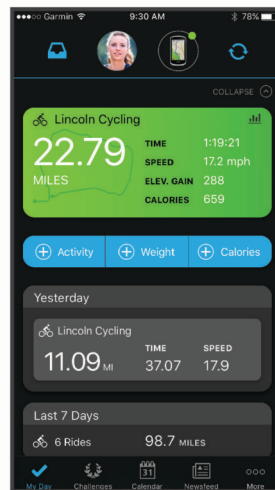 Garmin 9:30 AM 78%
COLLAPSE
Lincoln Cycling
22.79
MILES
TIME 1:19:21
SPEED 17.2 mph
ELEV. GAIN 288
CALORIES 659
Activity Weight Calories
Yesterday
Lincoln Cycling
11.09 MI
TIME SPEED
37.07 17.9
Last 7 Days
6 Rides 98.7 MILES
My Day Challenges 31 Calendar Newsfeed More